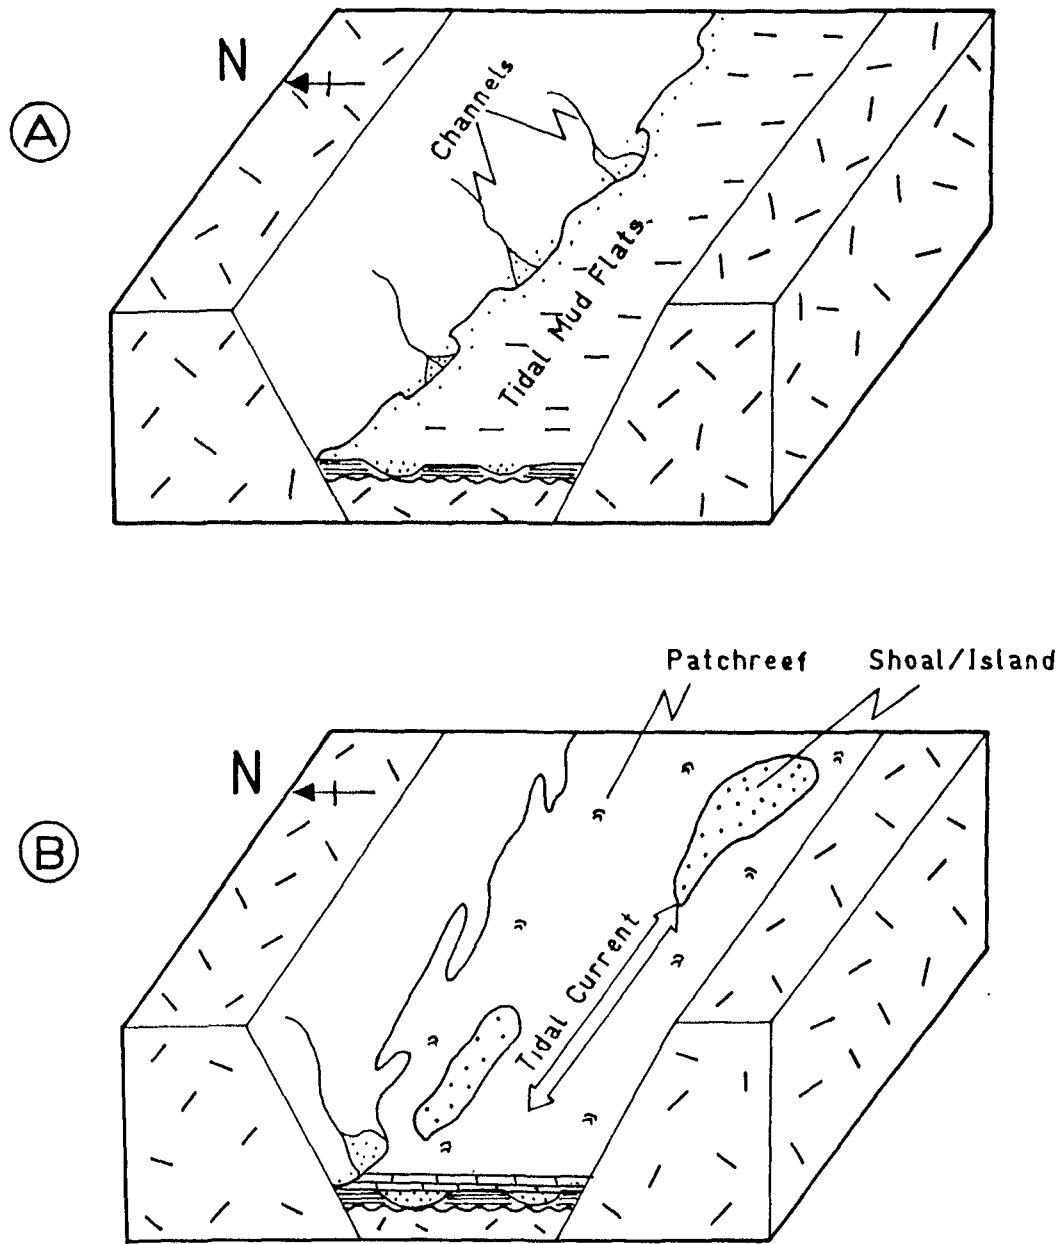 N
A
Channels
Tidal Mud Flats
Patchreef
Shoal/Island
N
B
Tidal Current